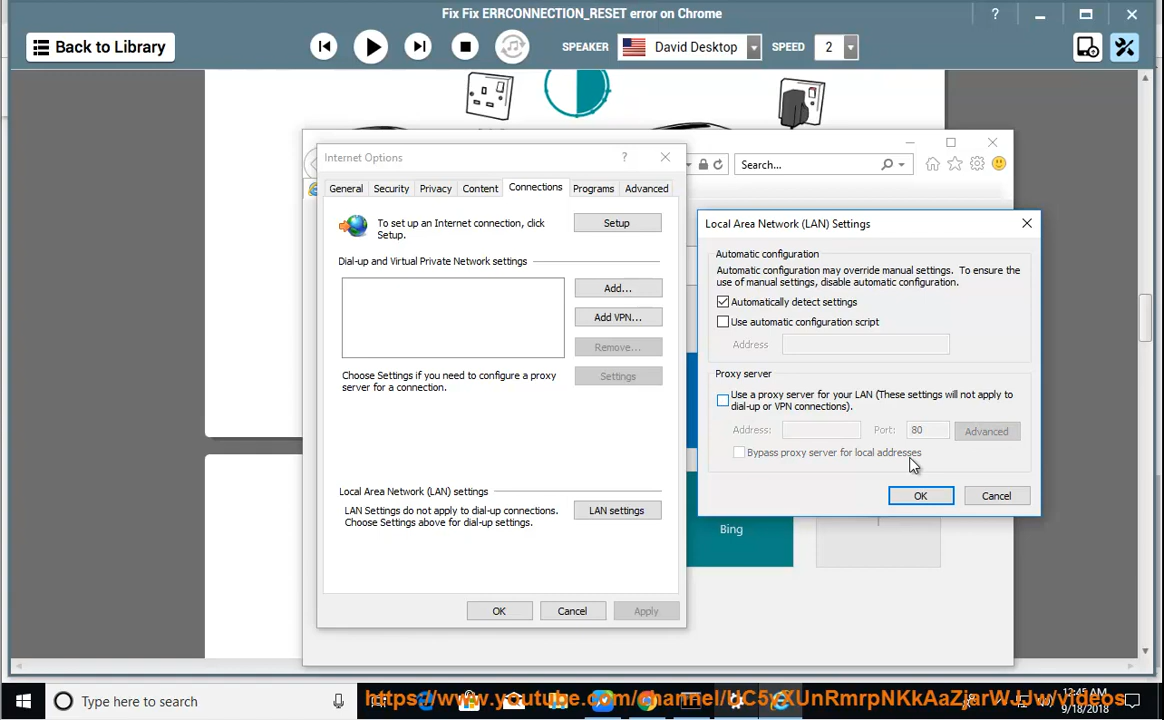 Fix Fix ERRCONNECTION_RESET error on Chrome
?
Back to Library
SPEAKER
David Desktop
SPEED
2
Internet Options
?
General
Security
Privacy
Content
Connections
Programs
Advanced
To set up an Internet connection, click
Setup.
Setup
Dial-up and Virtual Private Network settings
Add...
Add VPN...
Remove...
Choose Settings if you need to configure a proxy
server for a connection.
Settings
Local Area Network (LAN) settings
LAN Settings do not apply to dial-up connections.
Choose Settings above for dial-up settings.
LAN settings
OK
Cancel
Apply
Search...
Local Area Network (LAN) Settings
Automatic configuration
Automatic configuration may override manual settings. To ensure the
use of manual settings, disable automatic configuration.
Automatically detect settings
Use automatic configuration script
Address
Proxy server
Use a proxy server for your LAN (These settings will not apply to
dial-up or VPN connections).
Address:
Port:
80
Advanced
Bypass proxy server for local addresses
OK
Cancel
Bing
Type here to search
12:45 AM
9/18/2018